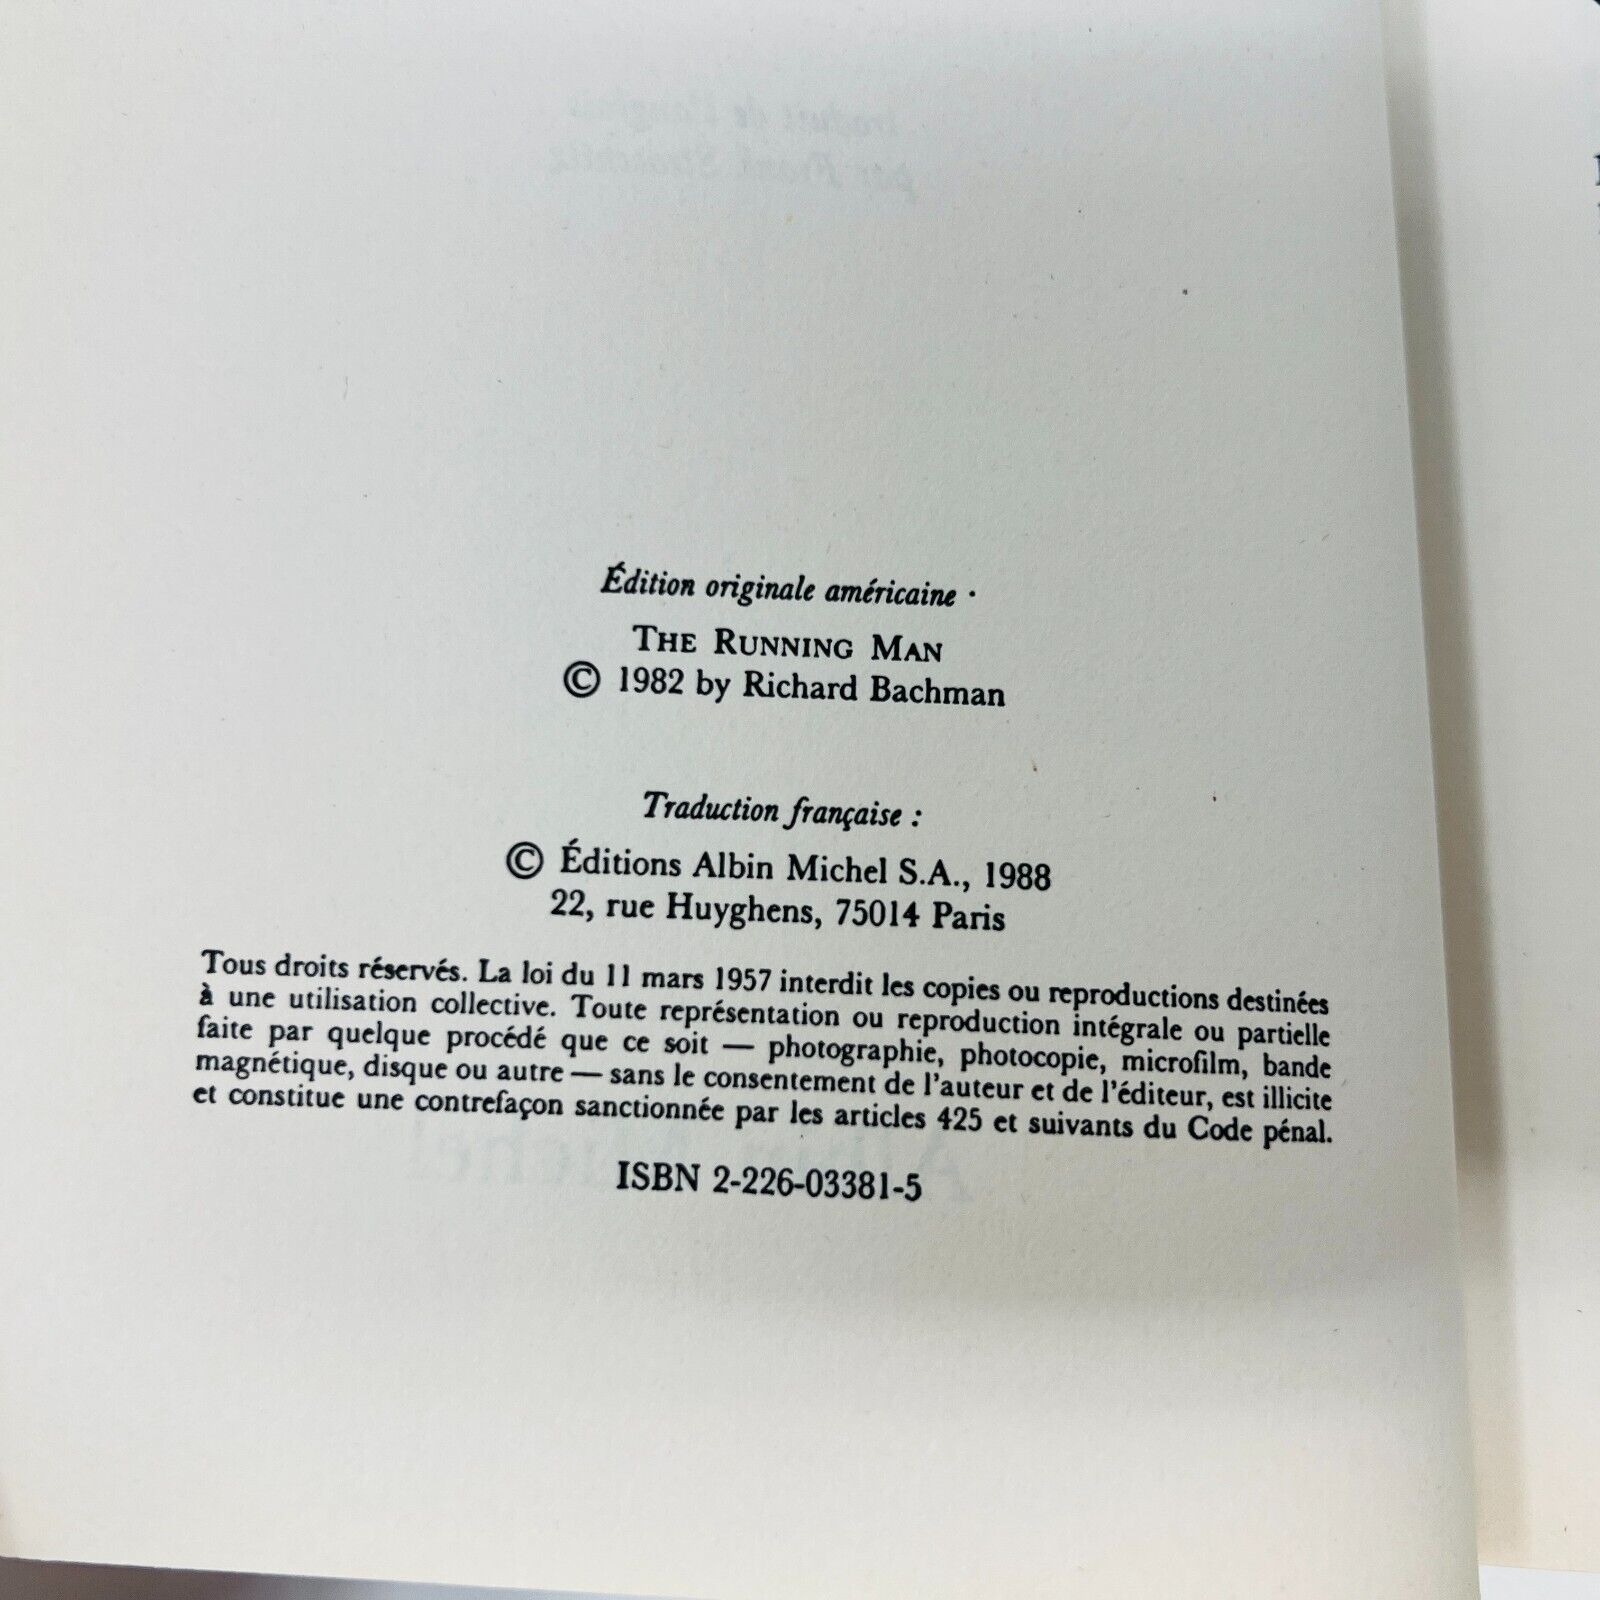 Édition originale américaine ·
THE RUNNING MAN
© 1982 by Richard Bachman
Traduction française :
© Éditions Albin Michel S.A., 1988
22, rue Huyghens, 75014 Paris
Tous droits réservés. La loi du 11 mars 1957 interdit les copies ou reproductions destinées
à une utilisation collective. Toute représentation ou reproduction intégrale ou partielle
faite par quelque procédé que ce soit — photographie, photocopie, microfilm, bande
magnétique, disque ou autre — sans le consentement de l'auteur et de l'éditeur, est illicite
et constitue une contrefaçon sanctionnée par les articles 425 et suivants du Code pénal.
ISBN 2-226-03381-5